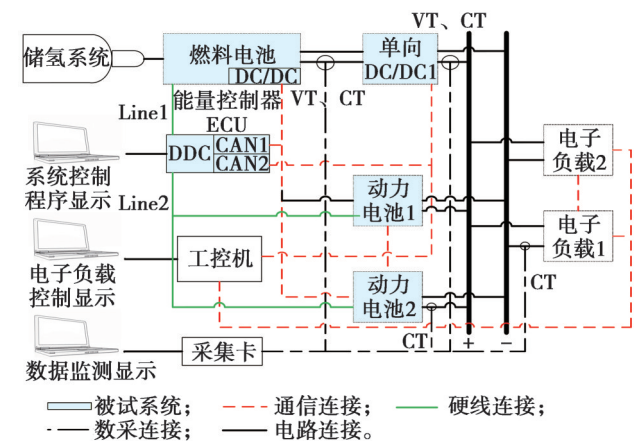 VT、CT
储氢系统
燃料电池
DC/DC
单向
DC/DC1
能量控制器
VT、CT
Line1
ECU
DDC
CAN1
CAN2
电子
负载2
系统控制
程序显示
Line2
动力
电池1
电子
负载1
工控机
电子负载
控制显示
动力
电池2
CT
CT
+
−
采集卡
数据监测显示
被试系统；
通信连接；
硬线连接；
数采连接；
电路连接。